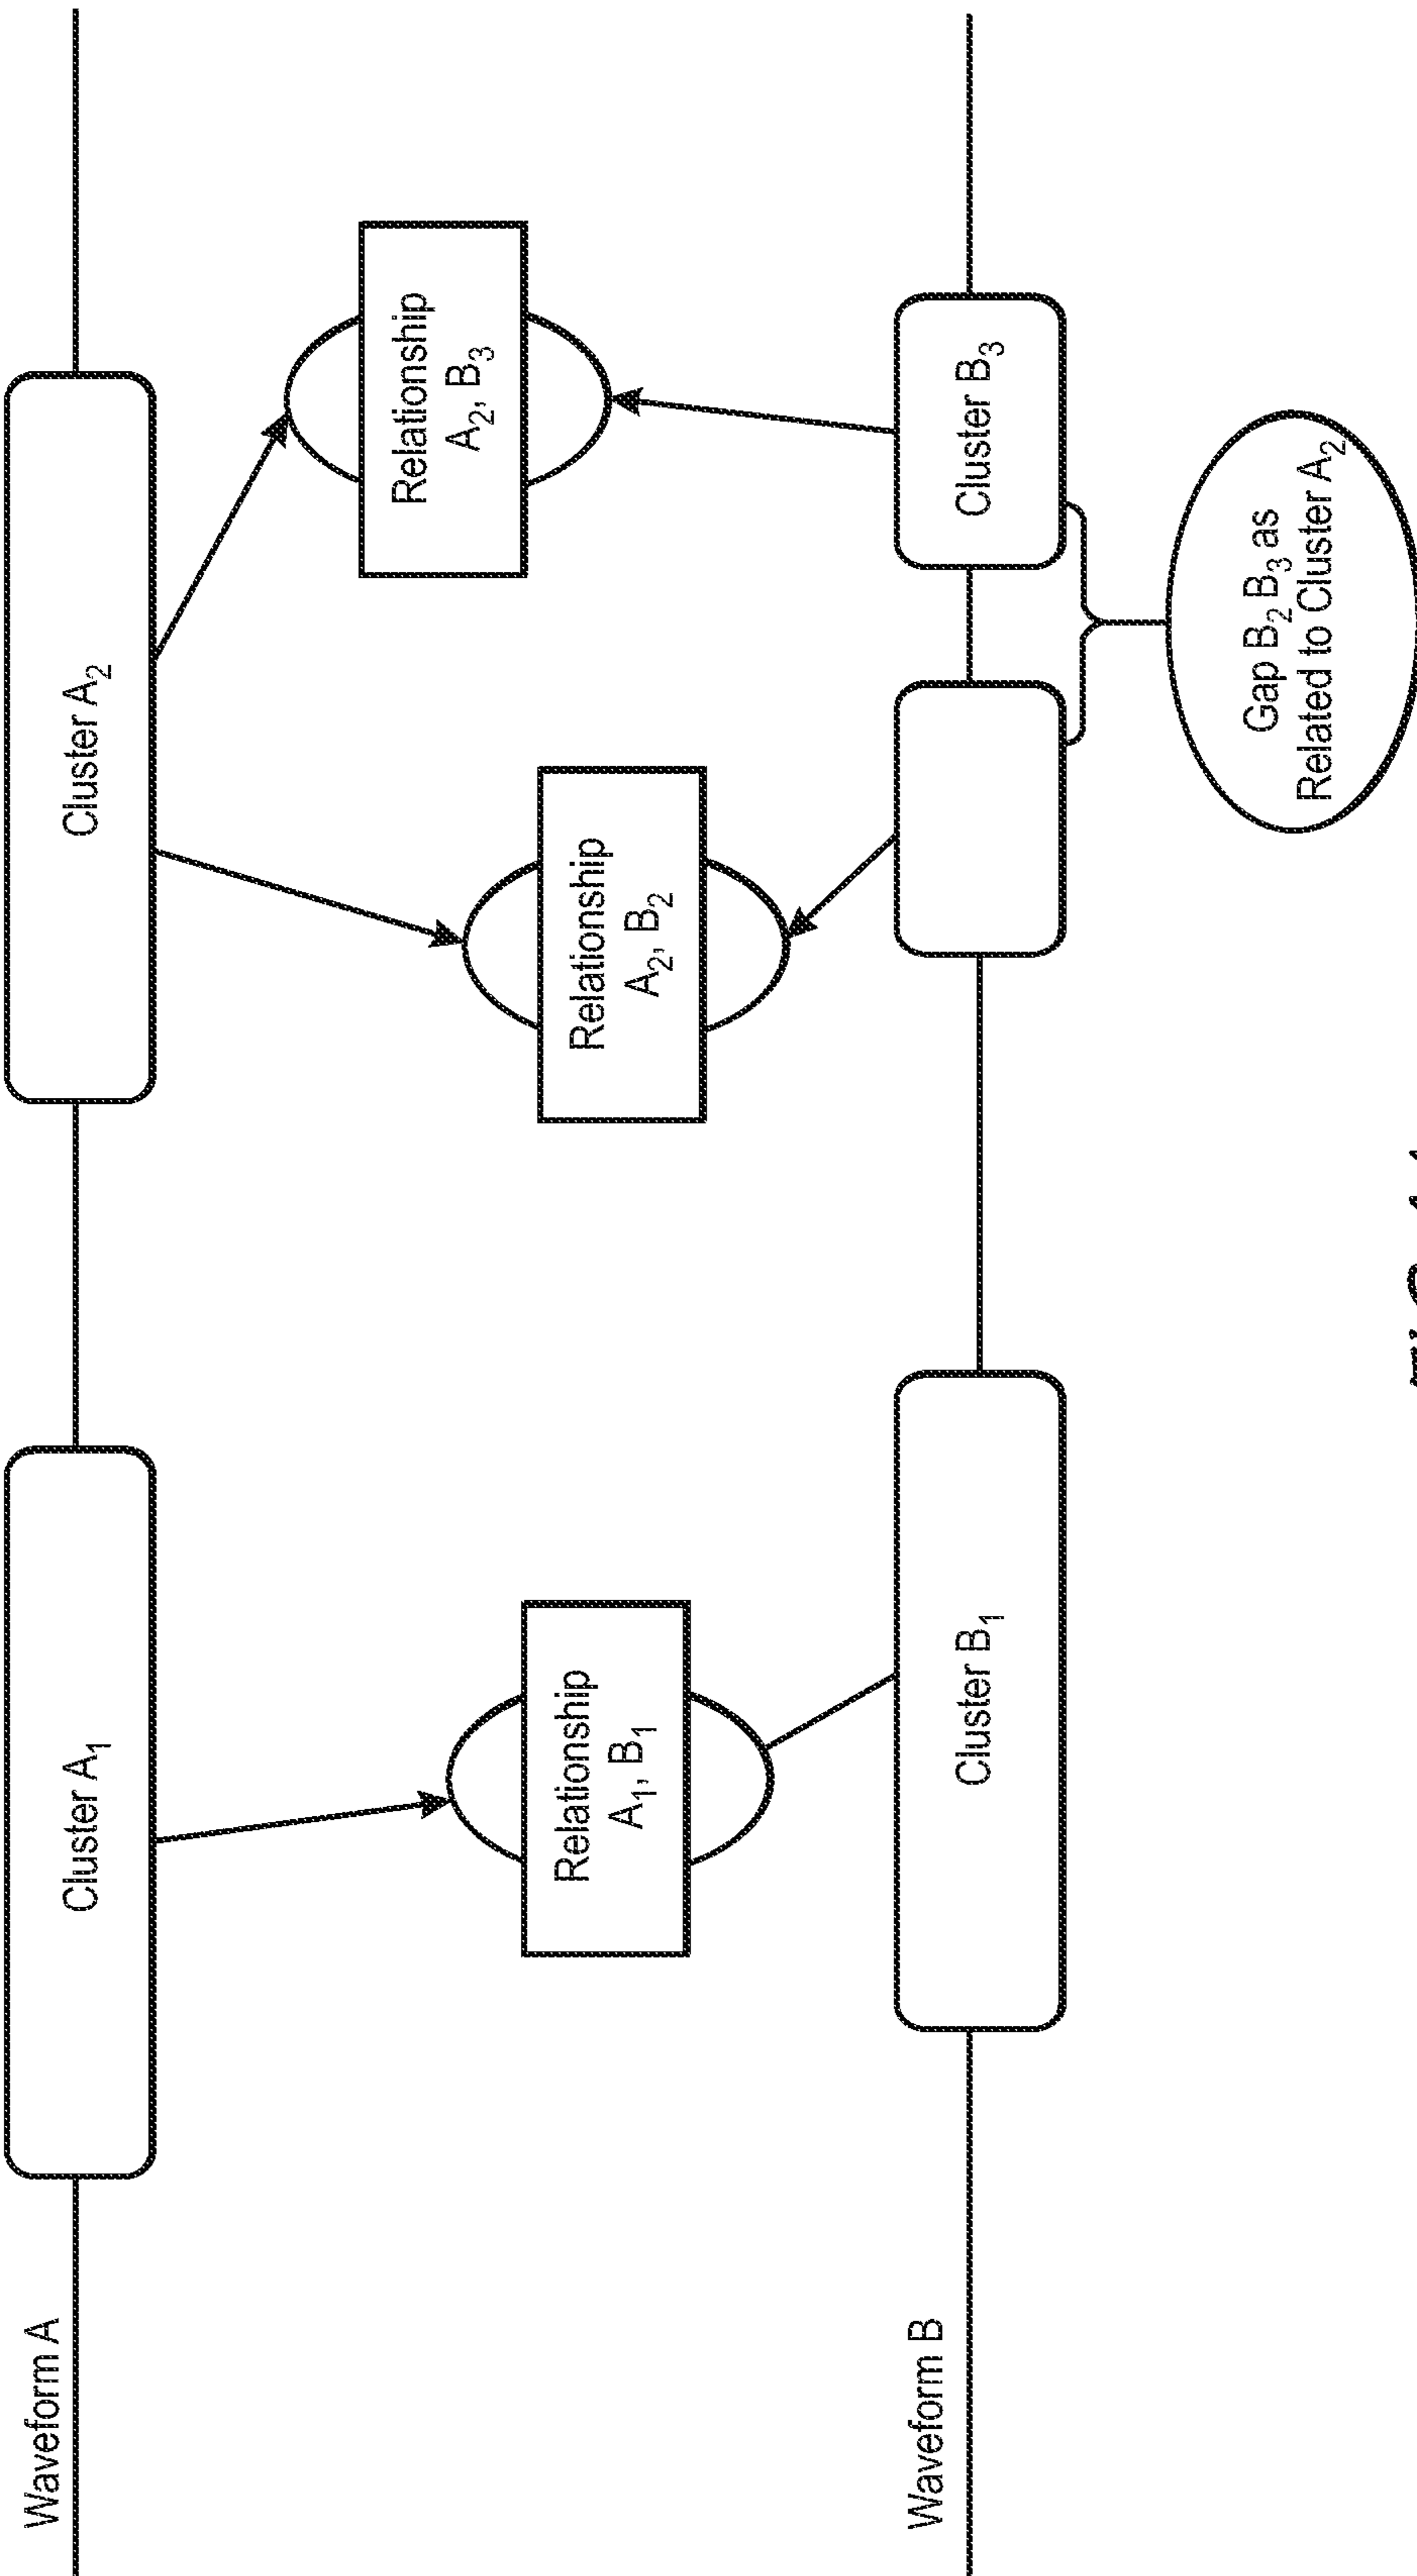 Waveform A
Cluster A₁
Cluster A₂
Relationship
A₁, B₁
Relationship
A₂, B₂
Relationship
A₂, B₃
Waveform B
Cluster B₁
Cluster B₃
Gap B₂ B₃ as
Related to Cluster A₂